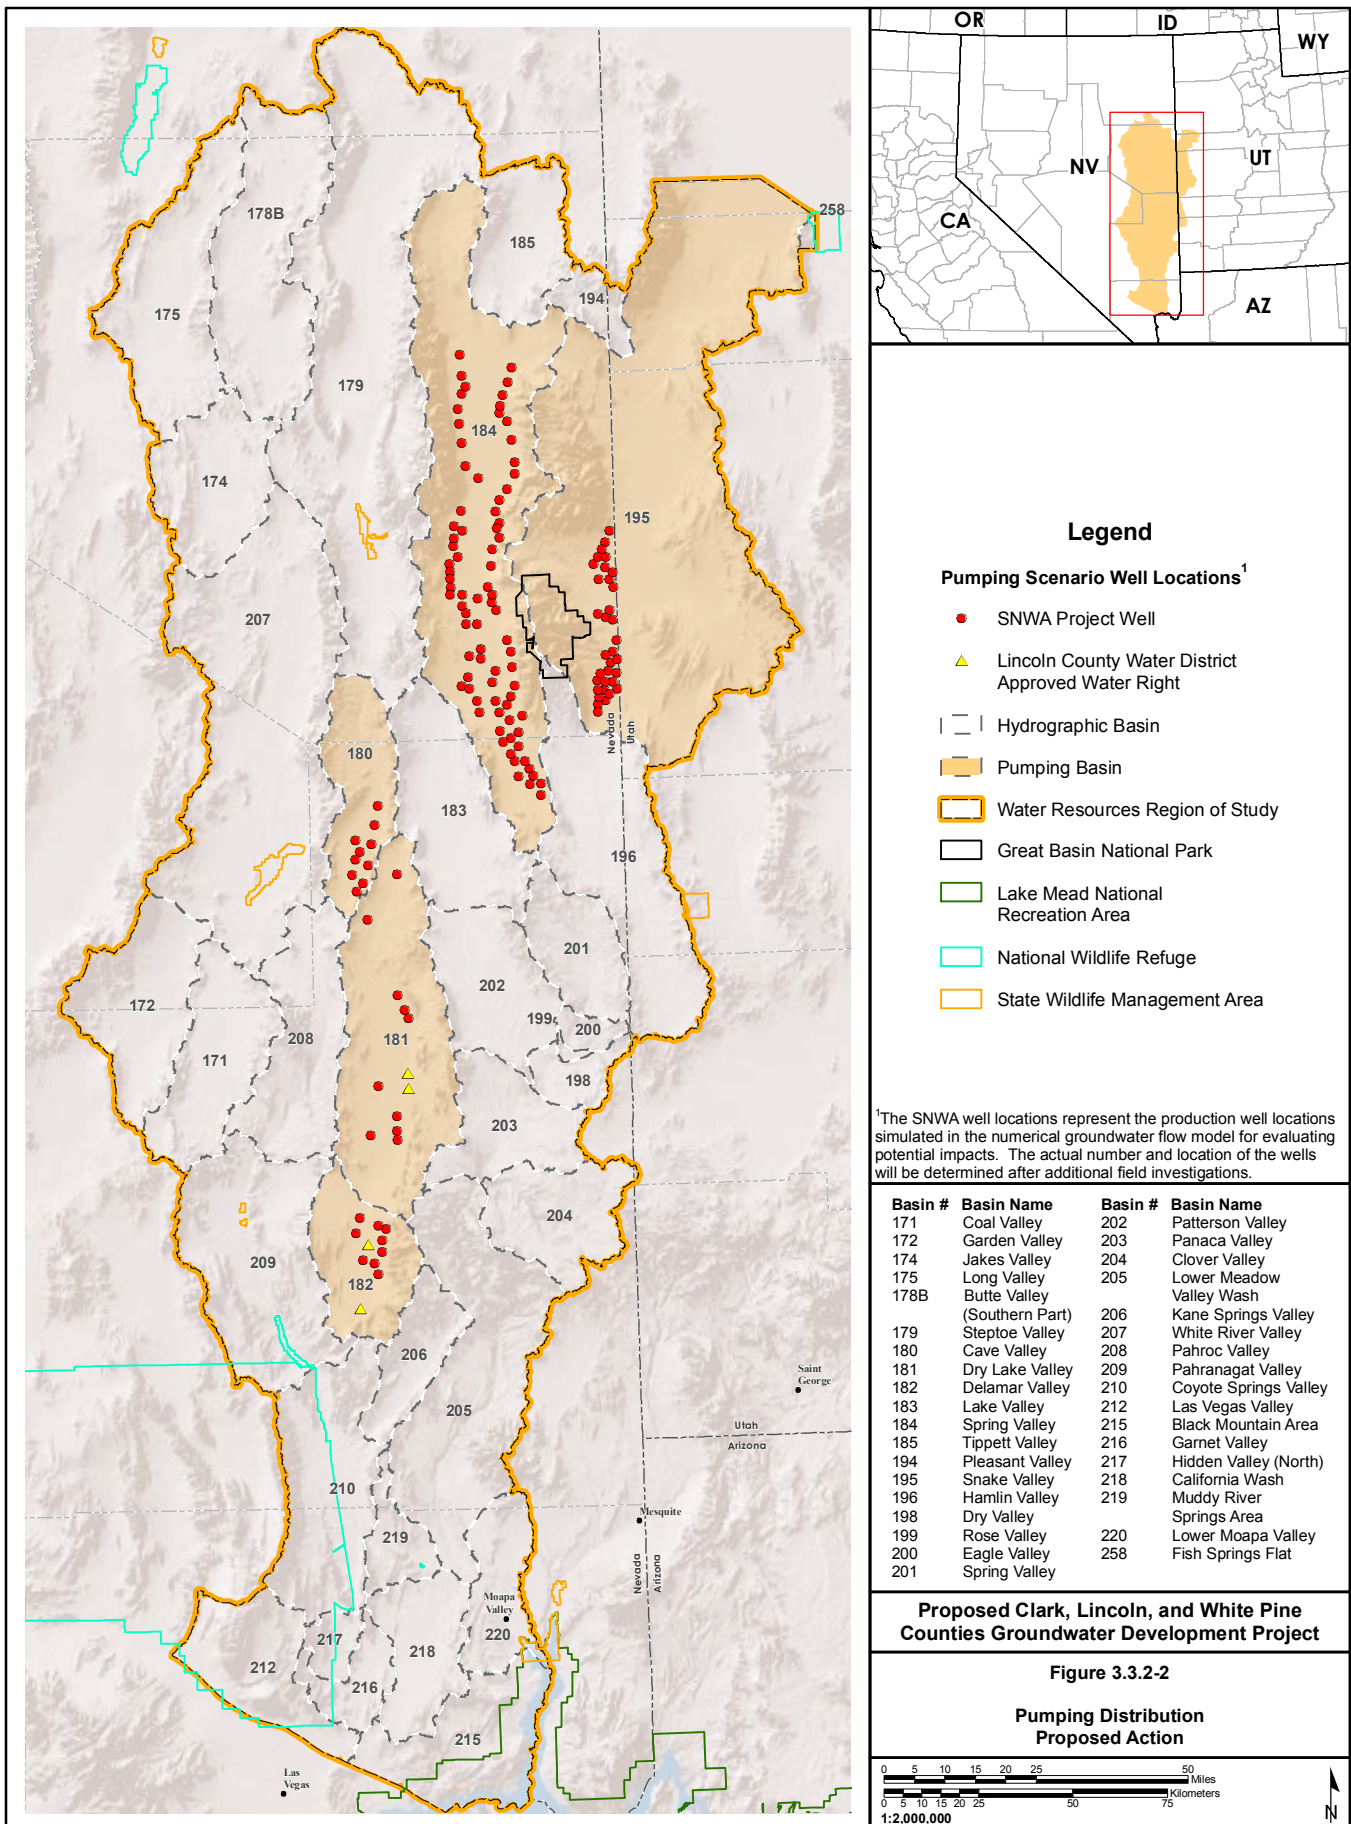 178B
185
258
175
194
179
184
174
195
207
180
183
196
Nevada
Utah
201
202
172
199
200
208
181
171
198
203
204
209
182
206
Saint
George
205
Utah
Arizona
210
Mesquite
219
Nevada
Arizona
Moapa
Valley
220
217
218
212
216
215
Las
Vegas
OR
ID
WY
NV
UT
CA
AZ
Legend
Pumping Scenario Well Locations1
SNWA Project Well
Lincoln County Water District
Approved Water Right
Hydrographic Basin
Pumping Basin
Water Resources Region of Study
Great Basin National Park
Lake Mead National
Recreation Area
National Wildlife Refuge
State Wildlife Management Area
1The SNWA well locations represent the production well locations
simulated in the numerical groundwater flow model for evaluating
potential impacts. The actual number and location of the wells
will be determined after additional field investigations.
Basin # Basin Name Basin # Basin Name
171 Coal Valley 202 Patterson Valley
172 Garden Valley 203 Panaca Valley
174 Jakes Valley 204 Clover Valley
175 Long Valley 205 Lower Meadow
178B Butte Valley Valley Wash
(Southern Part) 206 Kane Springs Valley
179 Steptoe Valley 207 White River Valley
180 Cave Valley 208 Pahroc Valley
181 Dry Lake Valley 209 Pahranagat Valley
182 Delamar Valley 210 Coyote Springs Valley
183 Lake Valley 212 Las Vegas Valley
184 Spring Valley 215 Black Mountain Area
185 Tippett Valley 216 Garnet Valley
194 Pleasant Valley 217 Hidden Valley (North)
195 Snake Valley 218 California Wash
196 Hamlin Valley 219 Muddy River
198 Dry Valley Springs Area
199 Rose Valley 220 Lower Moapa Valley
200 Eagle Valley 258 Fish Springs Flat
201 Spring Valley
Proposed Clark, Lincoln, and White Pine
Counties Groundwater Development Project
Figure 3.3.2-2
Pumping Distribution
Proposed Action
0 5 10 15 20 25 50
Miles
Kilometers
0 5 10 15 20 25 50 75
1:2,000,000
N